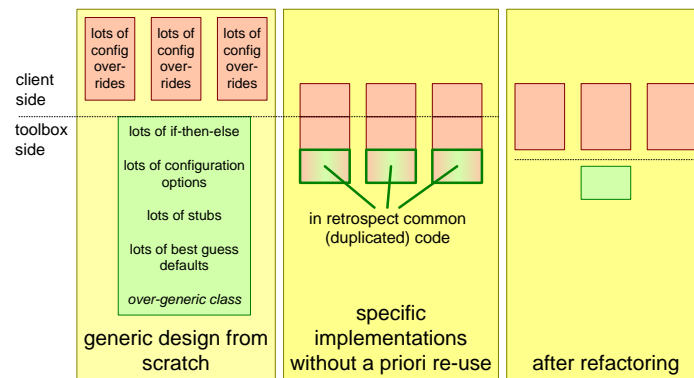 lots of
config
over-
rides
lots of
config
over-
rides
lots of
config
over-
rides
client
side
toolbox
side
lots of if-then-else
lots of configuration
options
lots of stubs
lots of best guess
defaults
over-generic class
generic design from
scratch
in retrospect common
(duplicated) code
specific
implementations
without a priori re-use
after refactoring